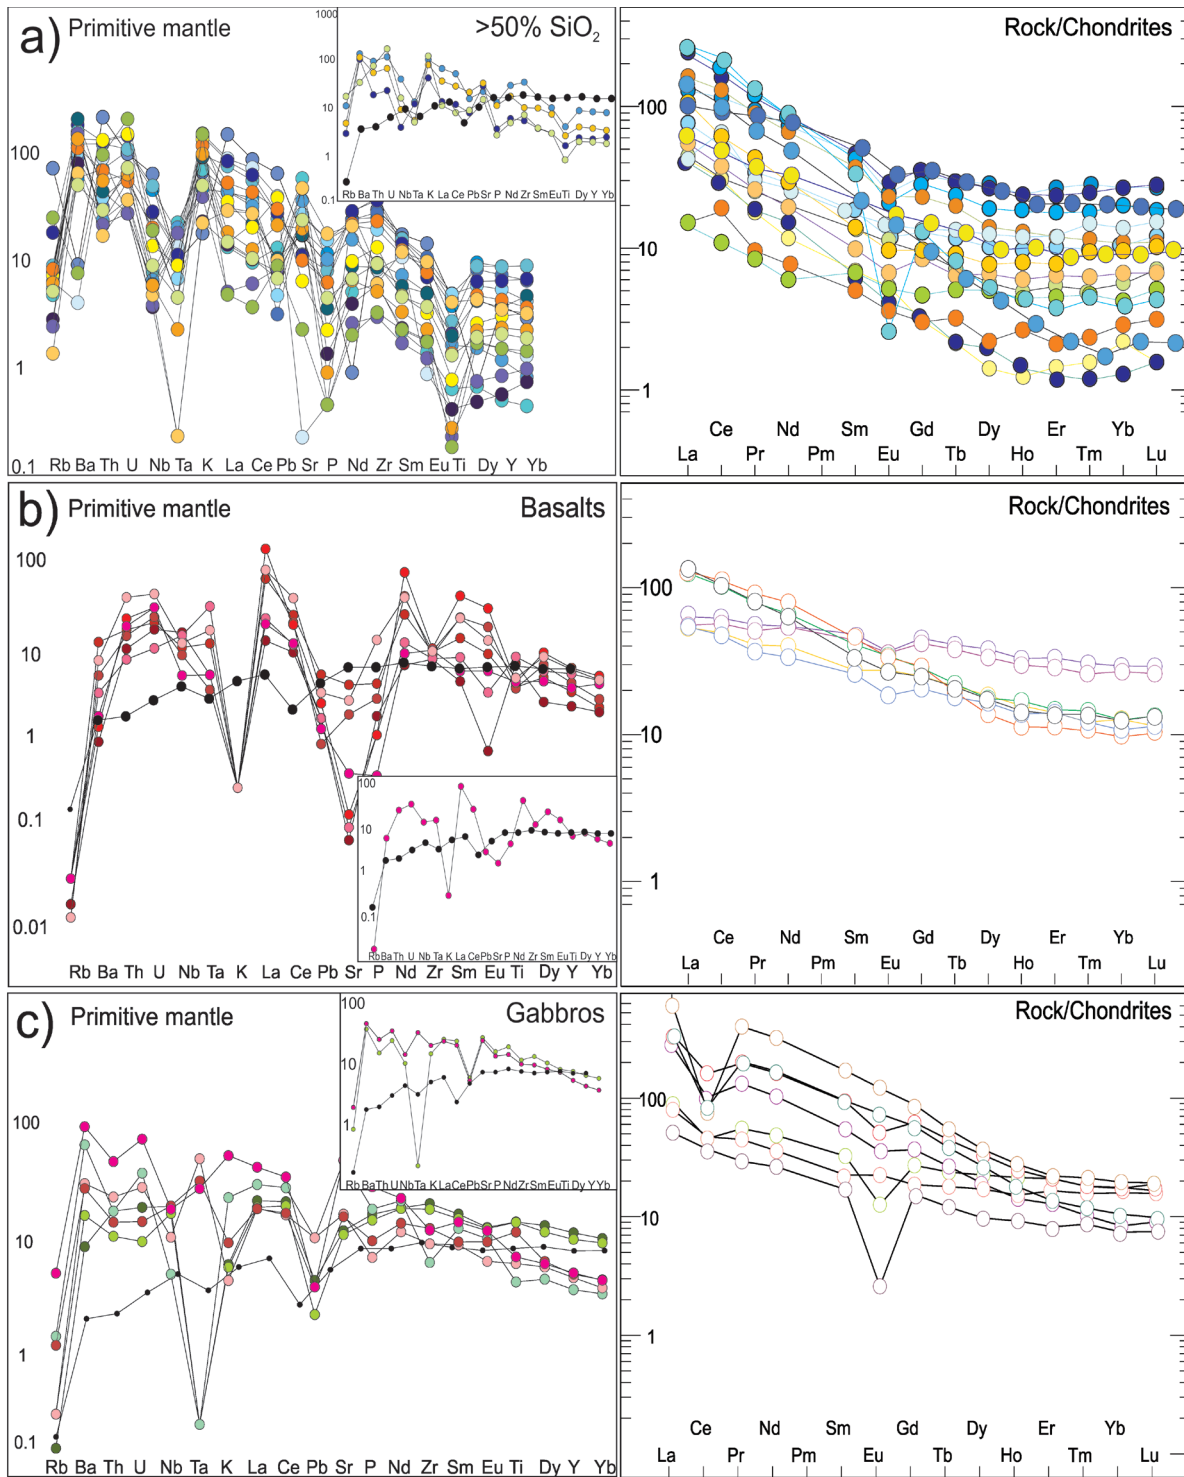 a) Primitive mantle
>50% SiO2
1000
100
10
1
0.1
Rb Ba Th U Nb Ta K La Ce Pb Sr P Nd Zr Sm Eu Ti Dy Y Yb
100
10
1
0.1
Rb Ba Th U Nb Ta K La Ce Pb Sr P Nd Zr Sm Eu Ti Dy Y Yb
Rock/Chondrites
100
10
1
Ce Nd Sm Gd Dy Er Yb
La Pr Pm Eu Tb Ho Tm Lu
b) Primitive mantle
Basalts
100
10
1
0.1
0.01
100
10
1
0.1
Rb Ba Th U Nb Ta K La Ce Pb Sr P Nd Zr Sm Eu Ti Dy Y Yb
Rb Ba Th U Nb Ta K La Ce Pb Sr P Nd Zr Sm Eu Ti Dy Y Yb
Rock/Chondrites
100
10
1
Ce Nd Sm Gd Dy Er Yb
La Pr Pm Eu Tb Ho Tm Lu
c) Primitive mantle
Gabbros
100
10
1
Rb Ba Th U Nb Ta K La Ce Pb Sr P Nd Zr Sm Eu Ti Y Yb
100
10
1
0.1
Rb Ba Th U Nb Ta K La Ce Pb Sr P Nd Zr Sm Eu Ti Dy Y Yb
Rock/Chondrites
100
10
1
Ce Nd Sm Gd Dy Er Yb
La Pr Pm Eu Tb Ho Tm Lu